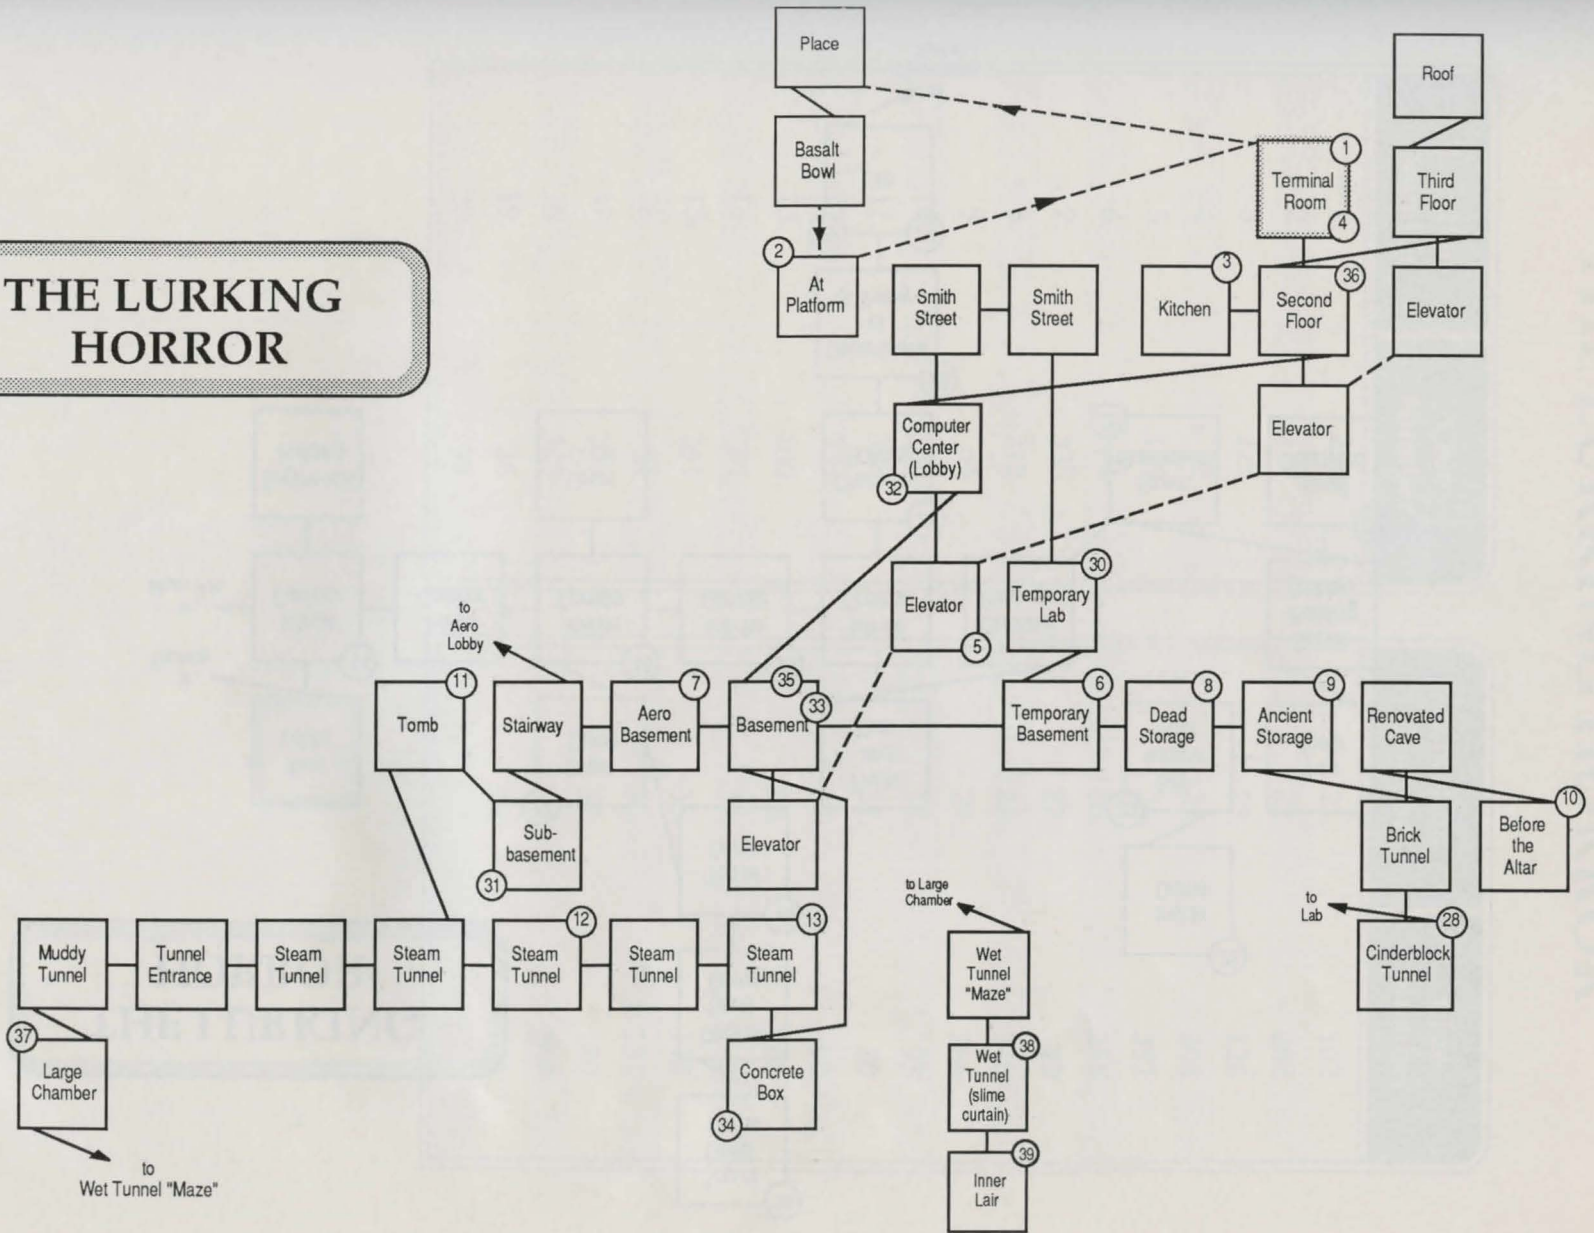 THE LURKING
HORROR
Place
Roof
Basalt
Bowl
1
Terminal
Room
4
Third
Floor
2
At
Platform
Smith
Street
Smith
Street
3
Kitchen
36
Second
Floor
Elevator
Computer
Center
(Lobby)
32
Elevator
Elevator
5
30
Temporary
Lab
to
Aero
Lobby
11
Tomb
Stairway
7
Aero
Basement
35
33
Basement
6
Temporary
Basement
8
Dead
Storage
9
Ancient
Storage
Renovated
Cave
Sub-
basement
31
Elevator
Brick
Tunnel
10
Before
the
Altar
to Large
Chamber
to
Lab
Muddy
Tunnel
Tunnel
Entrance
Steam
Tunnel
Steam
Tunnel
12
Steam
Tunnel
Steam
Tunnel
13
Steam
Tunnel
Wet
Tunnel
"Maze"
28
Cinderblock
Tunnel
37
Large
Chamber
Concrete
Box
34
38
Wet
Tunnel
(slime
curtain)
39
Inner
Lair
to
Wet Tunnel "Maze"